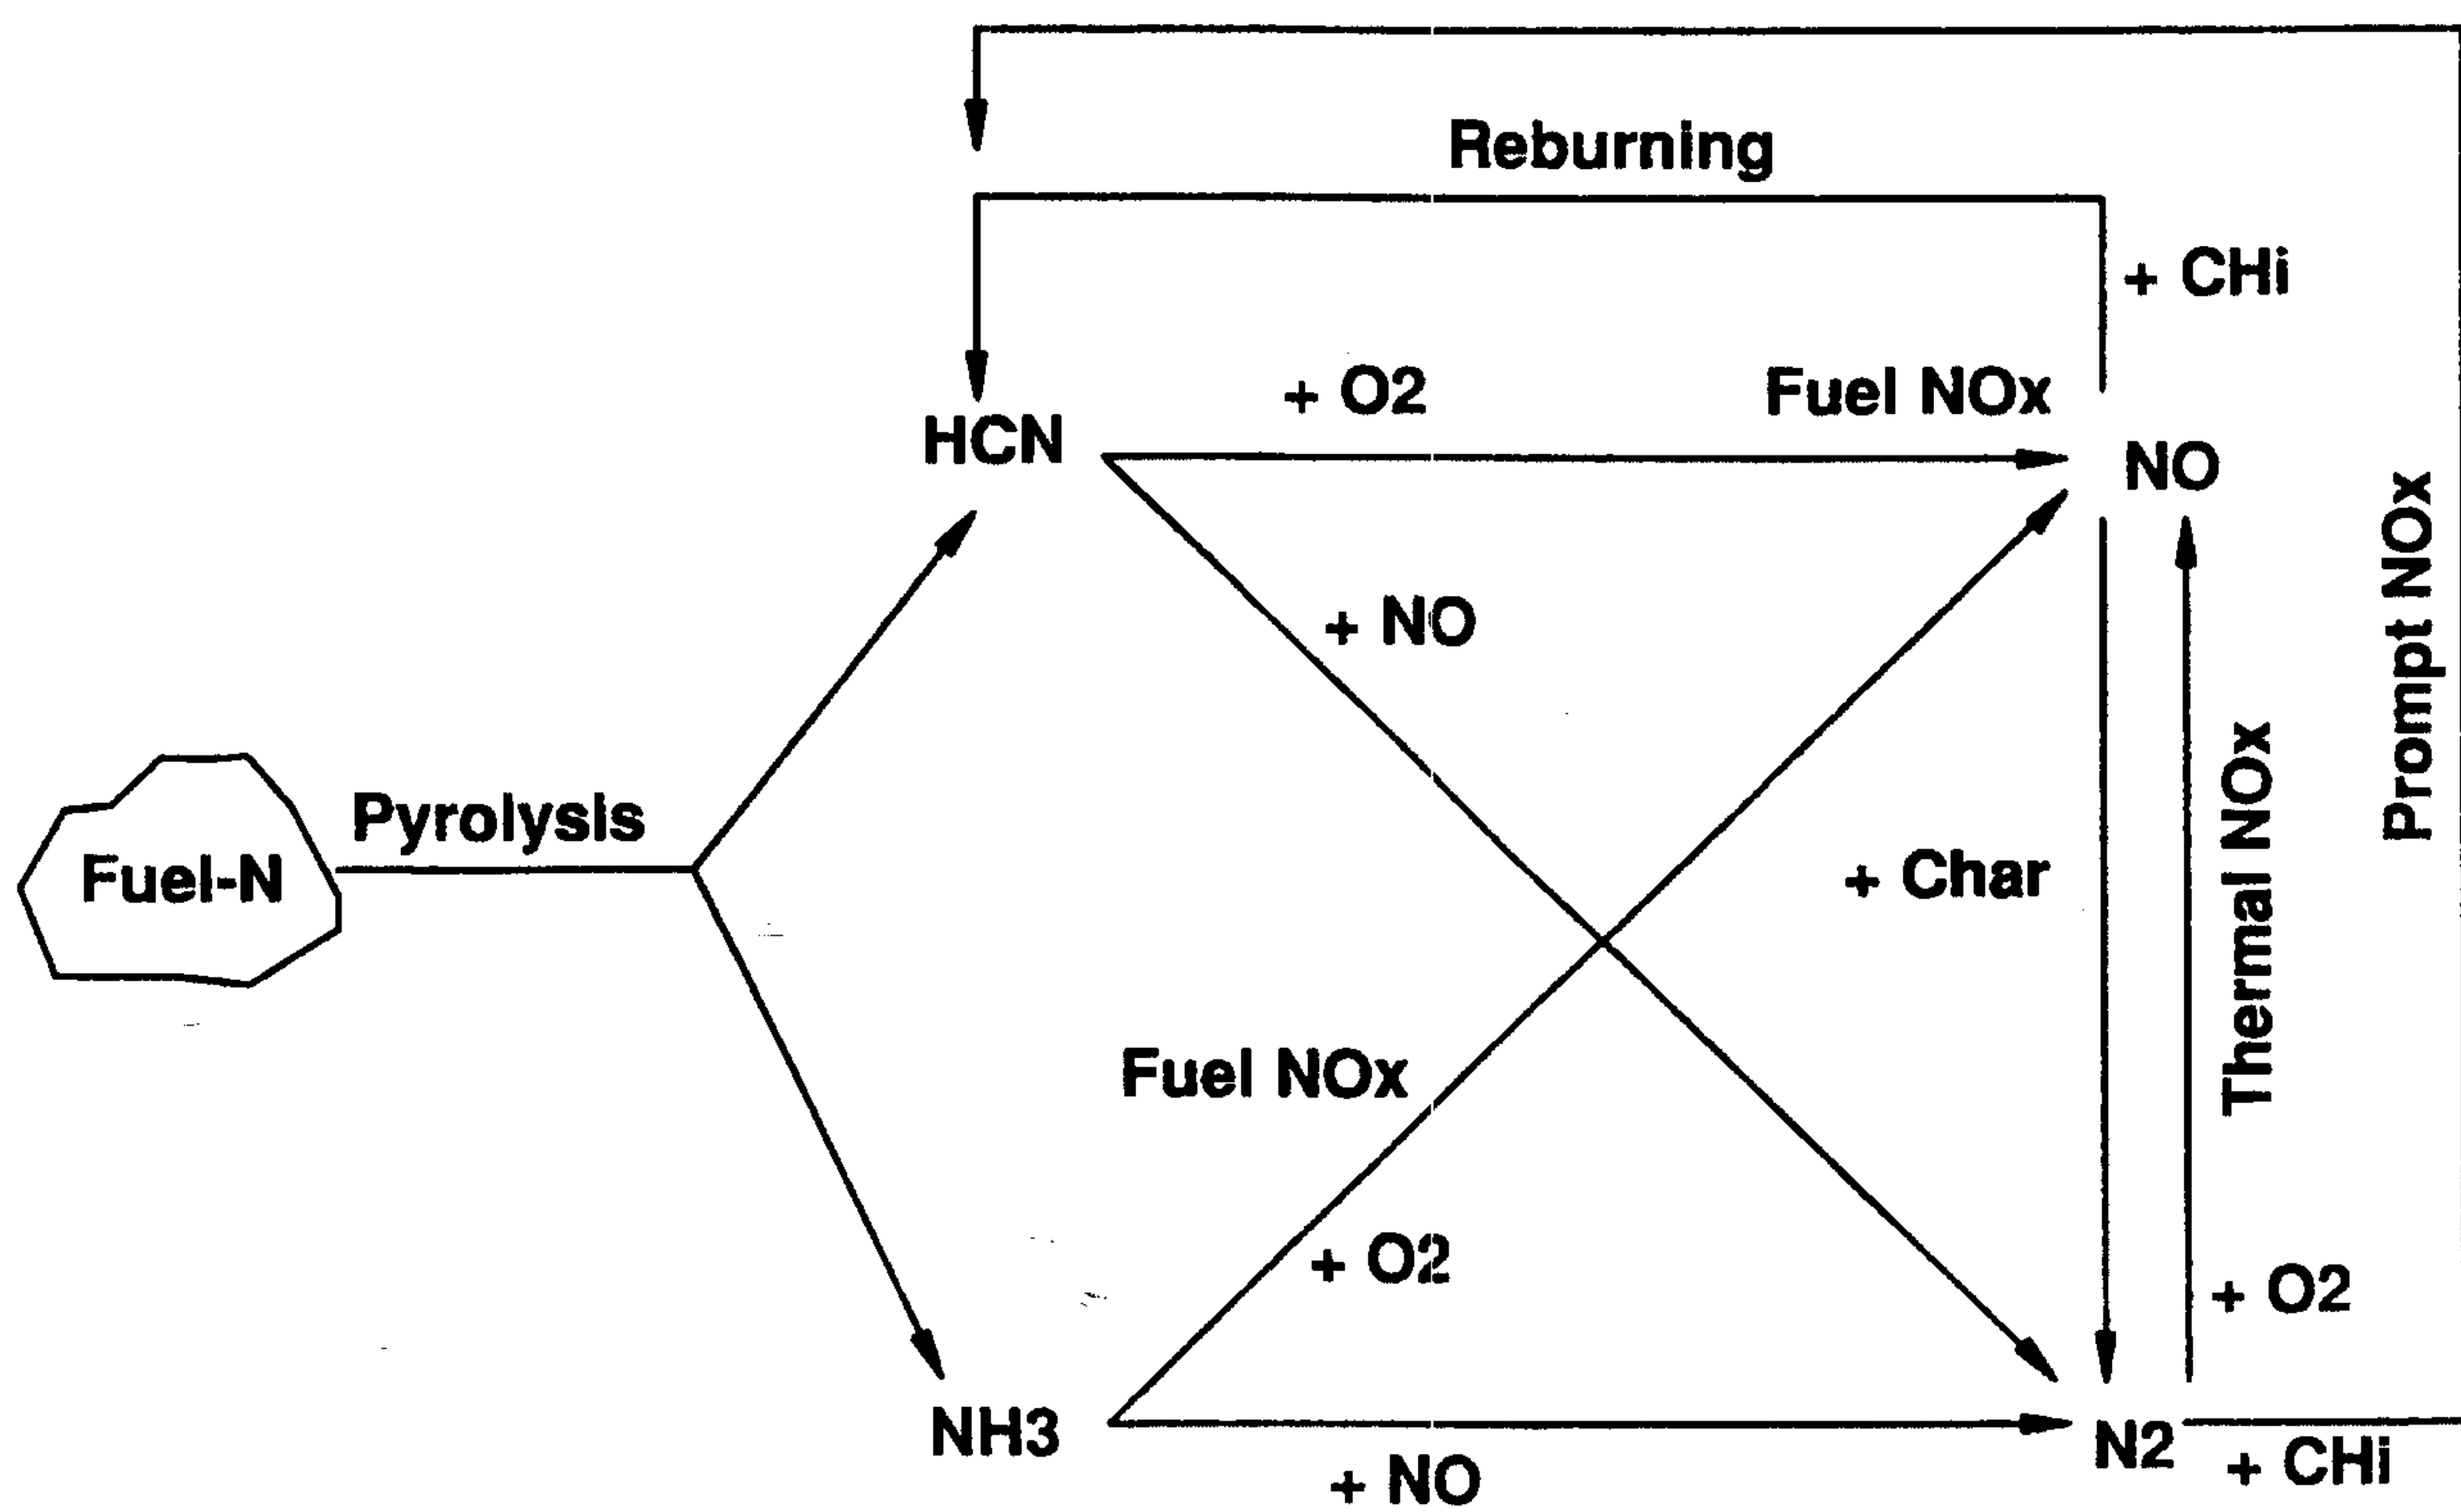 Reburning
+ CHi
+ O2
Fuel NOx
HCN
NO
+ NO
Prompt NOx
Pyrolysis
Fuel-N
+ Char
Thermal NOx
Fuel NOx
+ O2
+ O2
NH3
N2
+ NO
+ CHi